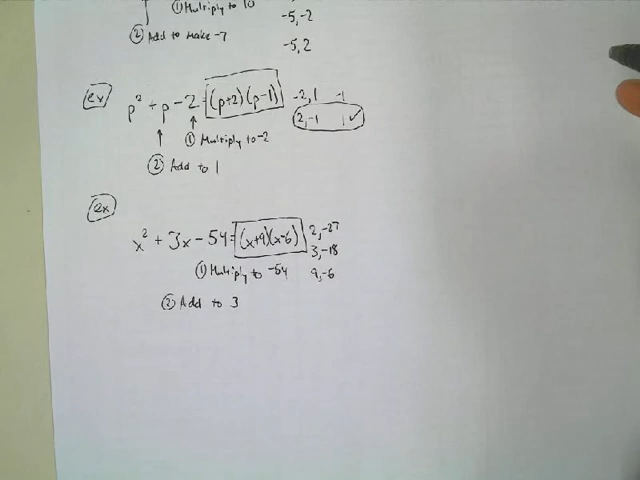 ① Multiply to 10
-5,-2
② Add to make -7
-5,2
ex
p² + p - 2 = (p+2)(p-1) -2,1 -1
2,-1 1 ✓
① Multiply to -2
② Add to 1
ex
x² + 3x - 54 = (x+9)(x-6) 2,-27
3,-18
① Multiply to -54 9,-6
② Add to 3